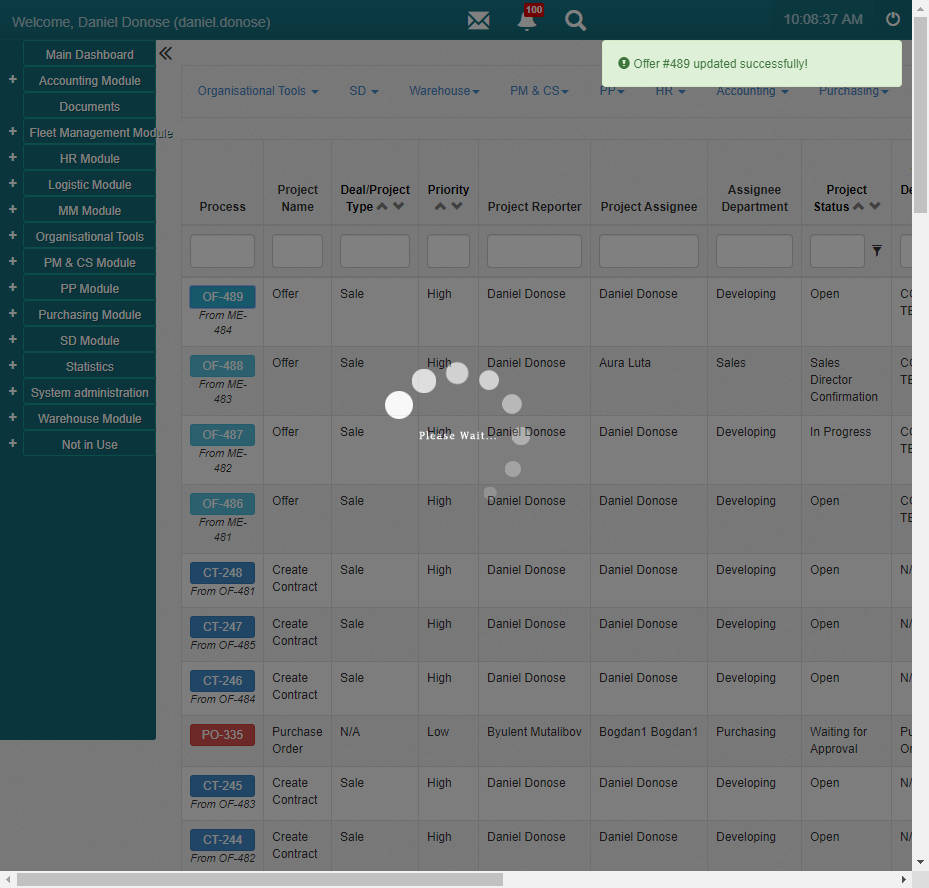 Welcome, Daniel Donose (daniel.donose)
100
10:08:37 AM
Offer #489 updated successfully!
Main Dashboard
Accounting Module
Documents
Fleet Management Module
HR Module
Logistic Module
MM Module
Organisational Tools
PM & CS Module
PP Module
Purchasing Module
SD Module
Statistics
System administration
Warehouse Module
Not in Use
Organisational Tools SD Warehouse PM & CS PP HR Accounting Purchasing
Process Project Name Deal/Project Type Priority Project Reporter Project Assignee Assignee Department Project Status
OF-489 Offer Sale High Daniel Donose Daniel Donose Developing Open
From ME-484
OF-488 Offer Sale High Daniel Donose Aura Luta Sales Sales Director Confirmation
From ME-483
OF-487 Offer Sale High Daniel Donose Daniel Donose Developing In Progress
From ME-482
OF-486 Offer Sale High Daniel Donose Daniel Donose Developing Open
From ME-481
CT-248 Create Contract Sale High Daniel Donose Daniel Donose Developing Open
From OF-481
CT-247 Create Contract Sale High Daniel Donose Daniel Donose Developing Open
From OF-485
CT-246 Create Contract Sale High Daniel Donose Daniel Donose Developing Open
From OF-484
PO-335 Purchase Order N/A Low Byulent Mutalibov Bogdan1 Bogdan1 Purchasing Waiting for Approval
CT-245 Create Contract Sale High Daniel Donose Daniel Donose Developing Open
From OF-483
CT-244 Create Contract Sale High Daniel Donose Daniel Donose Developing Open
From OF-482
Please Wait...